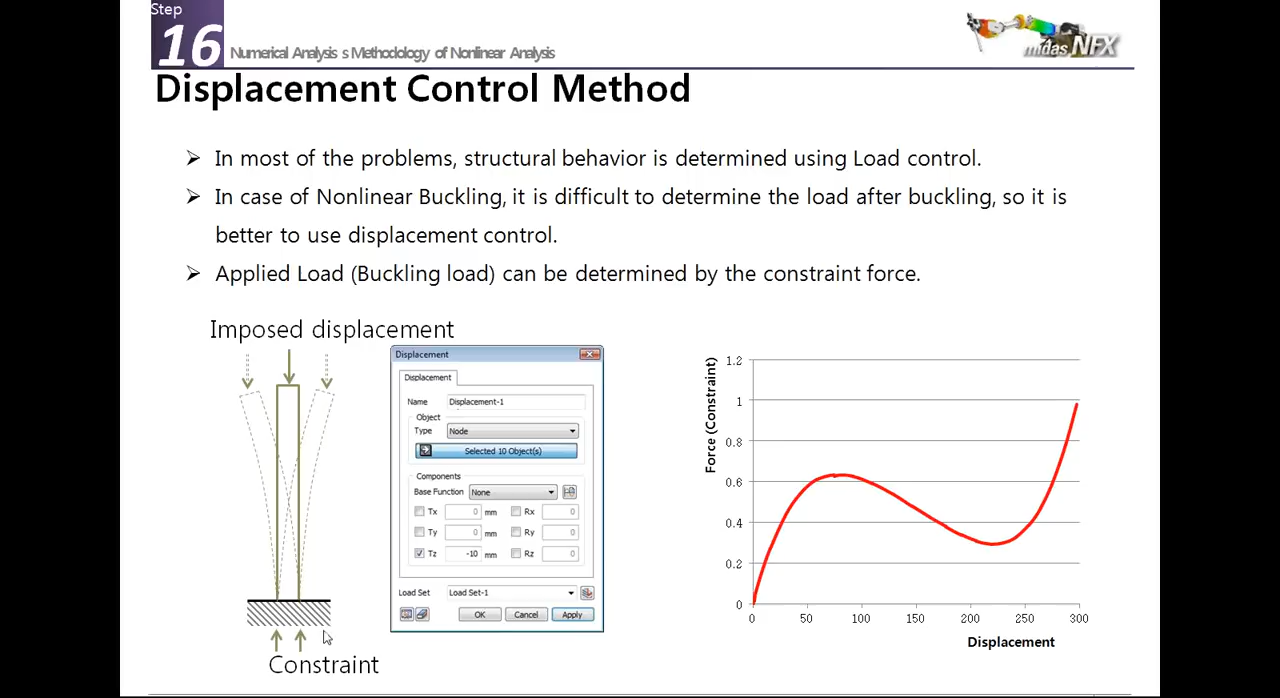 Step
16
Numerical Analysis s Methodology of Nonlinear Analysis
midas NFX
Displacement Control Method
In most of the problems, structural behavior is determined using Load control.
In case of Nonlinear Buckling, it is difficult to determine the load after buckling, so it is
better to use displacement control.
Applied Load (Buckling load) can be determined by the constraint force.
Imposed displacement
Displacement
Displacement
Name Displacement-1
Object
Type Node
Selected 10 Object(s)
Components
Base Function None
Tx 0 mm Rx 0
Ty 0 mm Ry 0
Tz -10 mm Rz 0
Load Set Load Set-1
OK Cancel Apply
Constraint
Force (Constraint)
1.2
1
0.8
0.6
0.4
0.2
0
0 50 100 150 200 250 300
Displacement